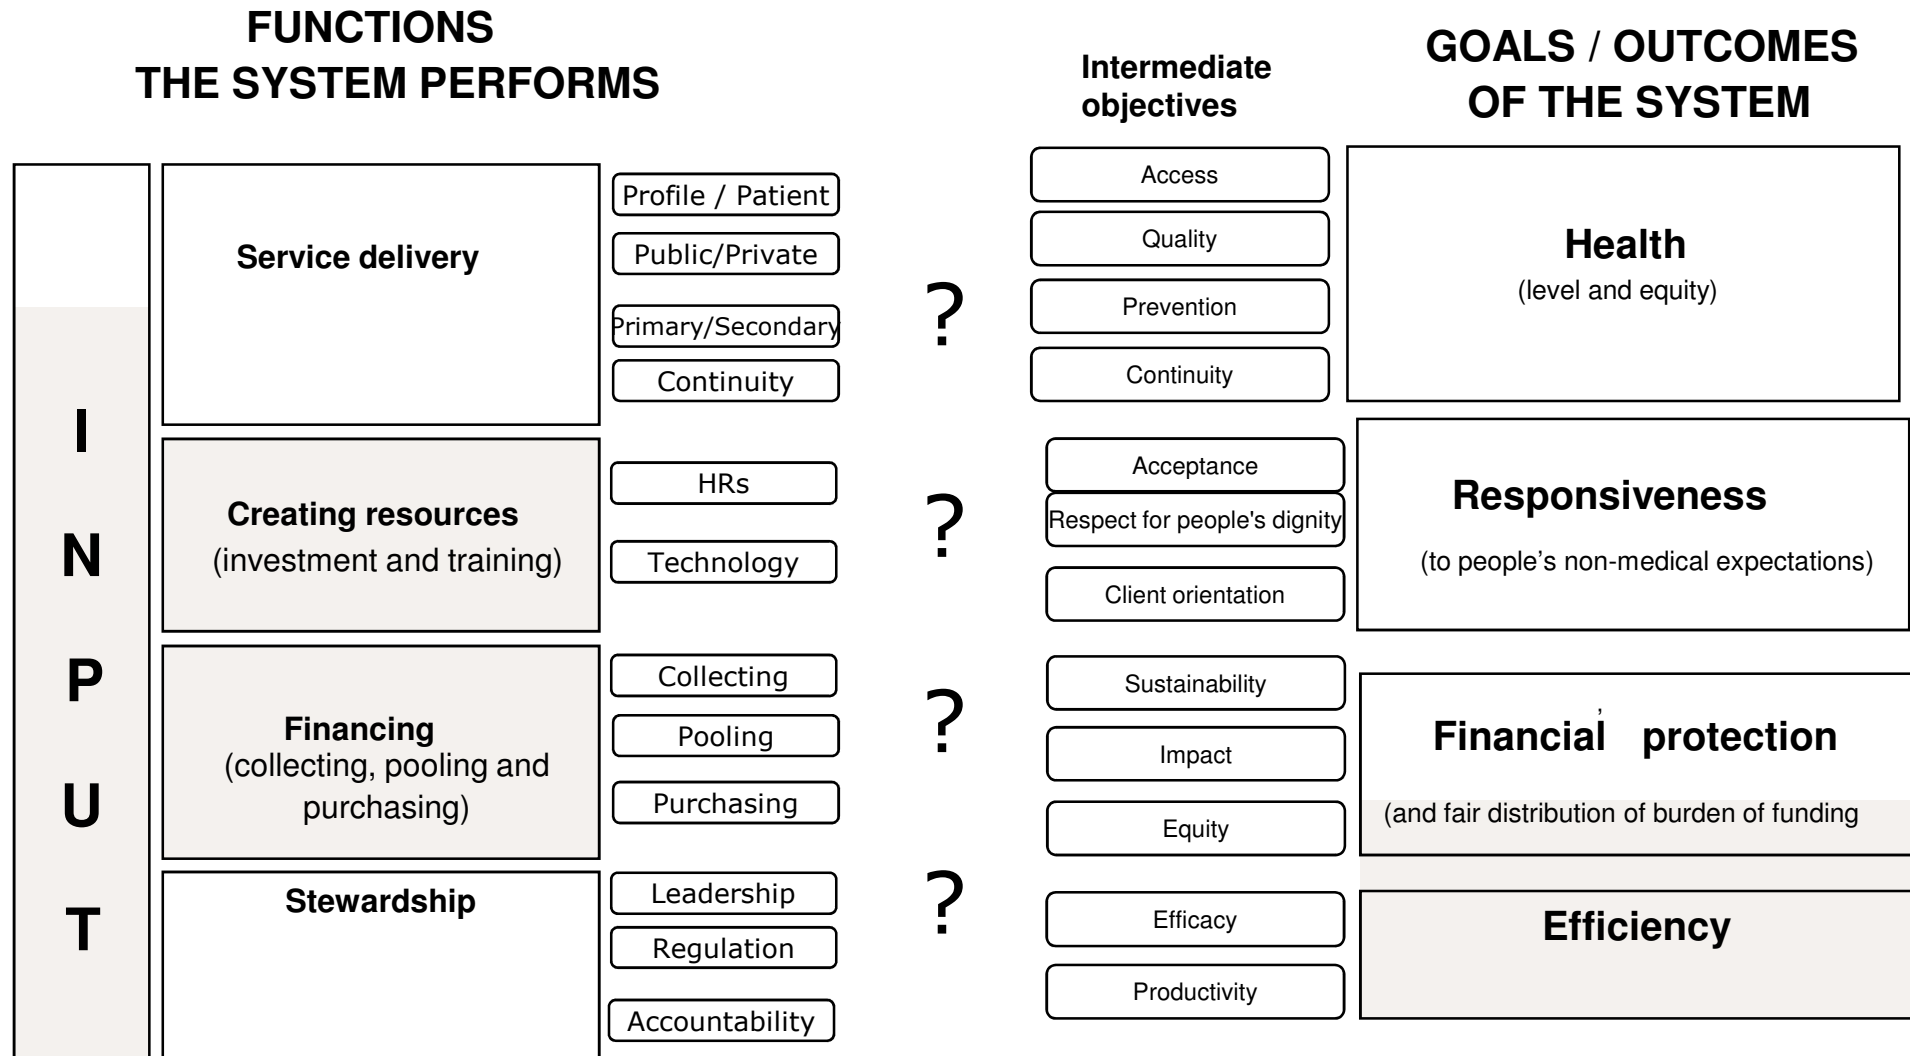 FUNCTIONS
THE SYSTEM PERFORMS
Intermediate
objectives
GOALS / OUTCOMES
OF THE SYSTEM
I
N
P
U
T
Service delivery
Profile / Patient
Public/Private
Primary/Secondary
Continuity
Creating resources
(investment and training)
HRs
Technology
Financing
(collecting, pooling and
purchasing)
Collecting
Pooling
Purchasing
Stewardship
Leadership
Regulation
Accountability
?
?
?
?
Access
Quality
Prevention
Continuity
Health
(level and equity)
Acceptance
Respect for people's dignity
Client orientation
Responsiveness
(to people’s non-medical expectations)
Sustainability
Impact
Equity
,
Financial protection
(and fair distribution of burden of funding
Efficacy
Productivity
Efficiency